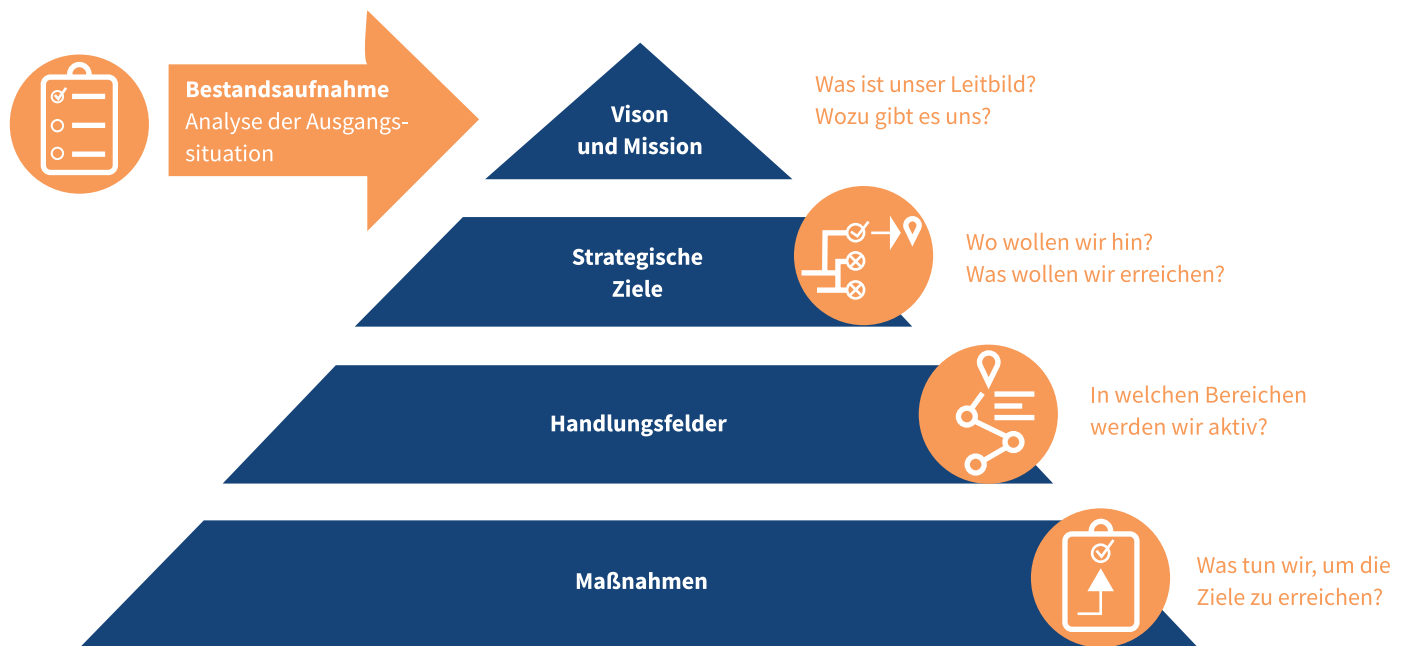 Bestandsaufnahme
Analyse der Ausgangs-
situation
Vison
und Mission
Was ist unser Leitbild?
Wozu gibt es uns?
Strategische
Ziele
Wo wollen wir hin?
Was wollen wir erreichen?
Handlungsfelder
In welchen Bereichen
werden wir aktiv?
Maßnahmen
Was tun wir, um die
Ziele zu erreichen?